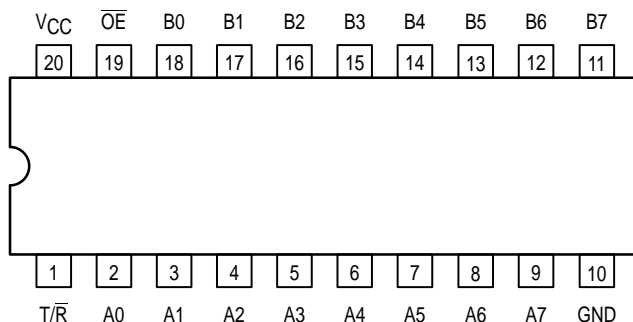 VCC O̅E̅ B0 B1 B2 B3 B4 B5 B6 B7
20 19 18 17 16 15 14 13 12 11
1 2 3 4 5 6 7 8 9 10
T/R̅ A0 A1 A2 A3 A4 A5 A6 A7 GND